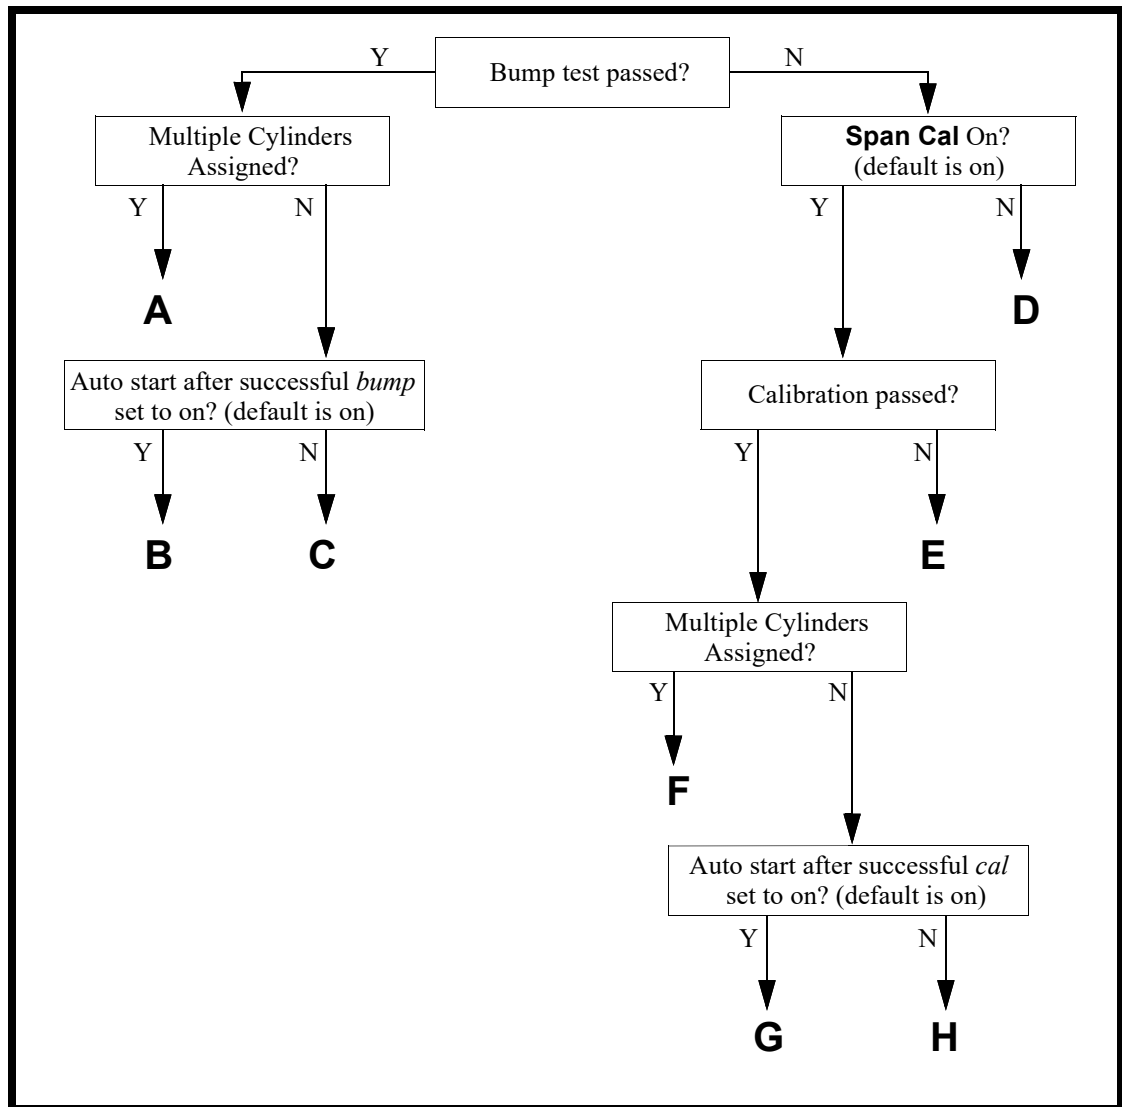 Y
Bump test passed?
N
Multiple Cylinders
Assigned?
Span Cal On?
(default is on)
Y
N
Y
N
A
D
Auto start after successful bump
set to on? (default is on)
Calibration passed?
Y
N
Y
N
B
C
E
Multiple Cylinders
Assigned?
Y
N
F
Auto start after successful cal
set to on? (default is on)
Y
N
G
H